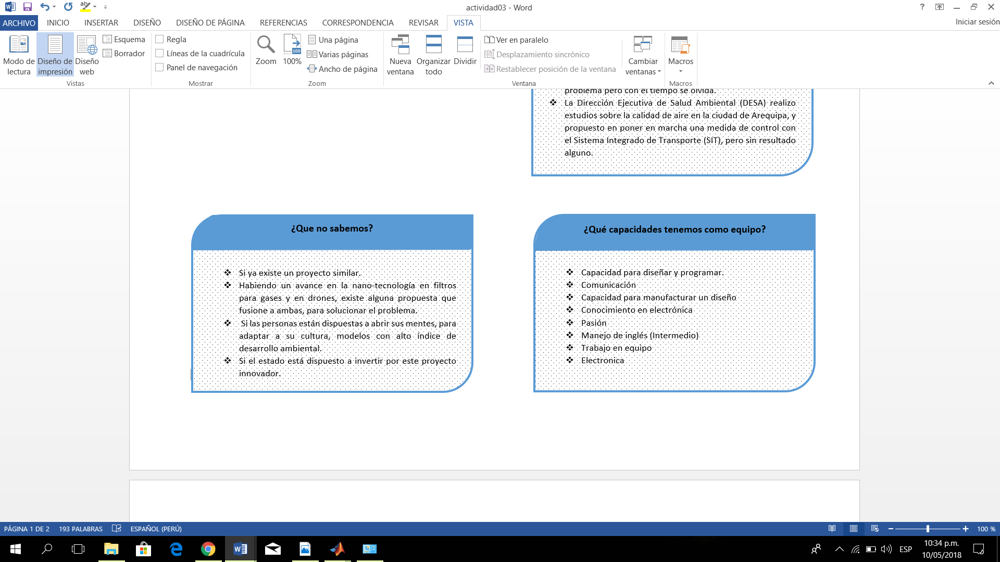 actividad03 - Word
?
ARCHIVO INICIO INSERTAR DISEÑO DISEÑO DE PÁGINA REFERENCIAS CORRESPONDENCIA REVISAR VISTA
Iniciar sesión
Modo de lectura
Diseño de impresión
Diseño web
Esquema
Borrador
Vistas
Regla
Líneas de la cuadrícula
Panel de navegación
Mostrar
Zoom
100%
Una página
Varias páginas
Ancho de página
Zoom
Nueva ventana
Organizar todo
Dividir
Ver en paralelo
Desplazamiento sincrónico
Restablecer posición de la ventana
Cambiar ventanas
Ventana
Macros
Macros
problema pero con el tiempo se olvida.
❖ La Dirección Ejecutiva de Salud Ambiental (DESA) realizo
estudios sobre la calidad de aire en la ciudad de Arequipa, y
propuesto en poner en marcha una medida de control con
el Sistema Integrado de Transporte (SIT), pero sin resultado
alguno.
¿Que no sabemos?
❖ Si ya existe un proyecto similar.
❖ Habiendo un avance en la nano-tecnología en filtros
para gases y en drones, existe alguna propuesta que
fusione a ambas, para solucionar el problema.
❖ Si las personas están dispuestas a abrir sus mentes, para
adaptar a su cultura, modelos con alto índice de
desarrollo ambiental.
❖ Si el estado está dispuesto a invertir por este proyecto
innovador.
¿Qué capacidades tenemos como equipo?
❖ Capacidad para diseñar y programar.
❖ Comunicación
❖ Capacidad para manufacturar un diseño
❖ Conocimiento en electrónica
❖ Pasión
❖ Manejo de inglés (Intermedio)
❖ Trabajo en equipo
❖ Electronica
PÁGINA 1 DE 2 193 PALABRAS ESPAÑOL (PERÚ)
100 %
ESP
10:34 p.m.
10/05/2018